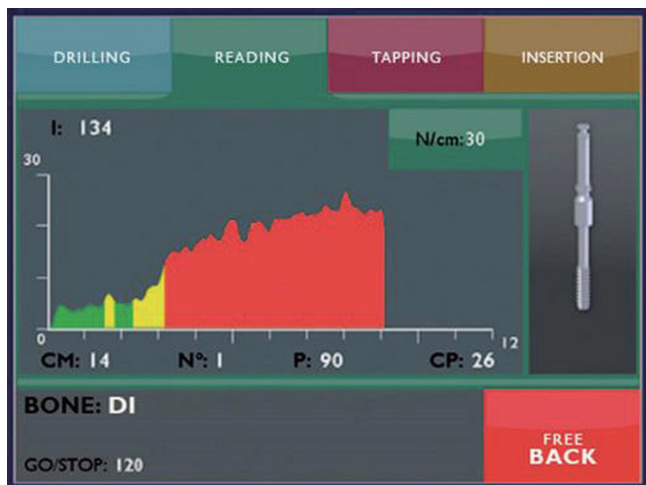 DRILLING READING TAPPING INSERTION
I: 134
N/cm:30
30
0
12
CM: 14 Nº: 1 P: 90 CP: 26
BONE: DI
GO/STOP: 120
FREE
BACK